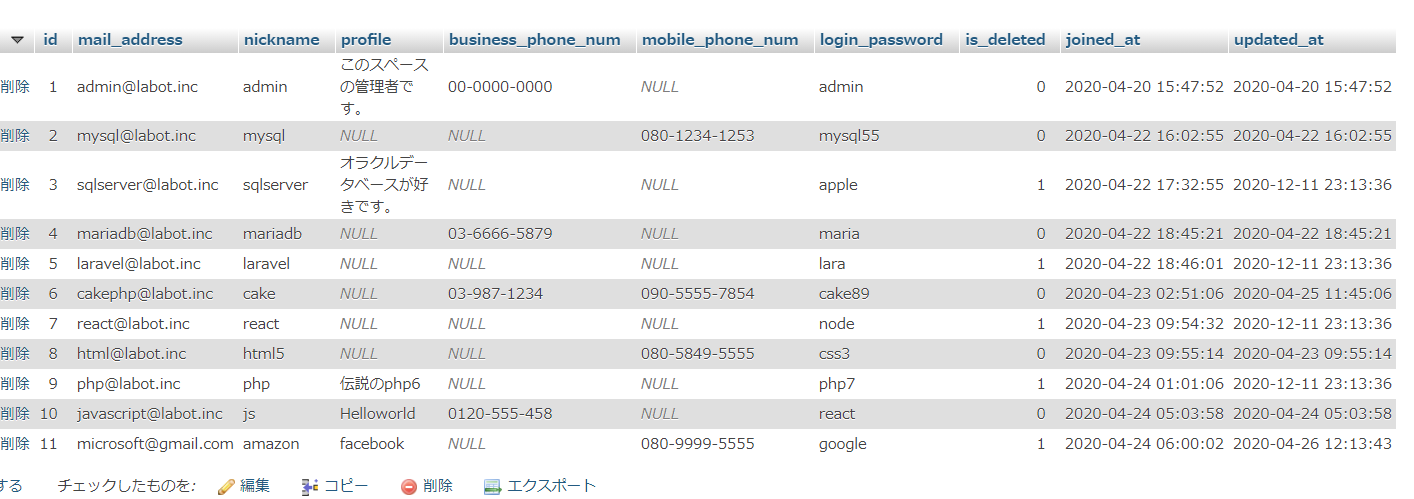 id mail_address nickname profile business_phone_num mobile_phone_num login_password is_deleted joined_at updated_at
削除 1 admin@labot.inc admin このスペース
の管理者で
す。 00-0000-0000 NULL admin 0 2020-04-20 15:47:52 2020-04-20 15:47:52
削除 2 mysql@labot.inc mysql NULL NULL 080-1234-1253 mysql55 0 2020-04-22 16:02:55 2020-04-22 16:02:55
削除 3 sqlserver@labot.inc sqlserver オラクルデー
タベースが好
きです。 NULL NULL apple 1 2020-04-22 17:32:55 2020-12-11 23:13:36
削除 4 mariadb@labot.inc mariadb NULL 03-6666-5879 NULL maria 0 2020-04-22 18:45:21 2020-04-22 18:45:21
削除 5 laravel@labot.inc laravel NULL NULL NULL lara 1 2020-04-22 18:46:01 2020-12-11 23:13:36
削除 6 cakephp@labot.inc cake NULL 03-987-1234 090-5555-7854 cake89 0 2020-04-23 02:51:06 2020-04-25 11:45:06
削除 7 react@labot.inc react NULL NULL NULL node 1 2020-04-23 09:54:32 2020-12-11 23:13:36
削除 8 html@labot.inc html5 NULL NULL 080-5849-5555 css3 0 2020-04-23 09:55:14 2020-04-23 09:55:14
削除 9 php@labot.inc php 伝説のphp6 NULL NULL php7 1 2020-04-24 01:01:06 2020-12-11 23:13:36
削除 10 javascript@labot.inc js Helloworld 0120-555-458 NULL react 0 2020-04-24 05:03:58 2020-04-24 05:03:58
削除 11 microsoft@gmail.com amazon facebook NULL 080-9999-5555 google 1 2020-04-24 06:00:02 2020-04-26 12:13:43
する チェックしたものを: 編集 コピー 削除 エクスポート